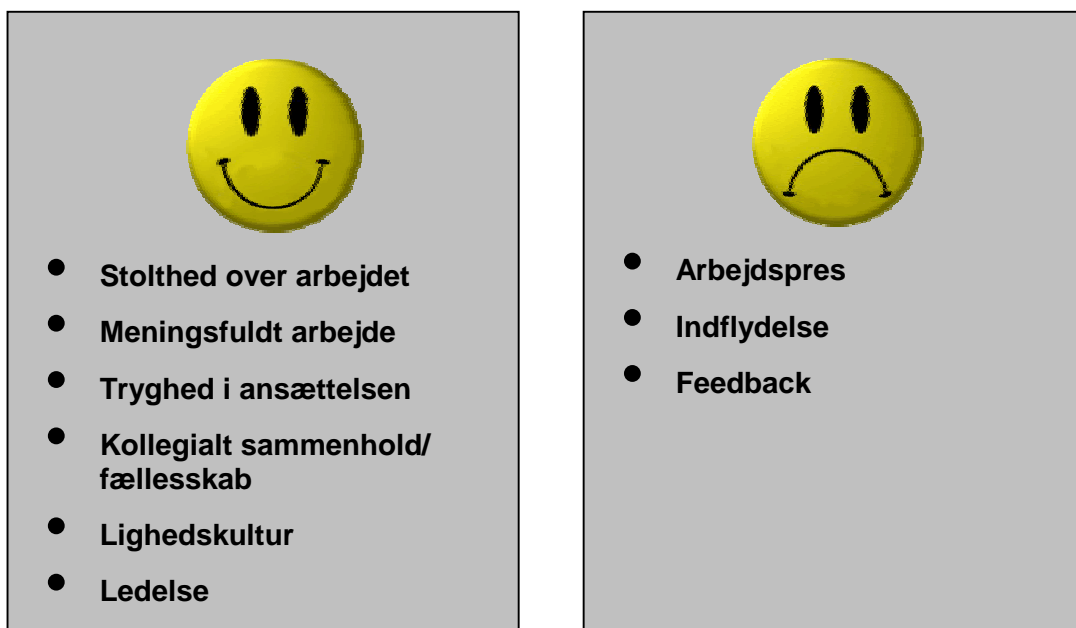 Stolthed over arbejdet
Meningsfuldt arbejde
Tryghed i ansættelsen
Kollegialt sammenhold/
fællesskab
Lighedskultur
Ledelse
Arbejdspres
Indflydelse
Feedback